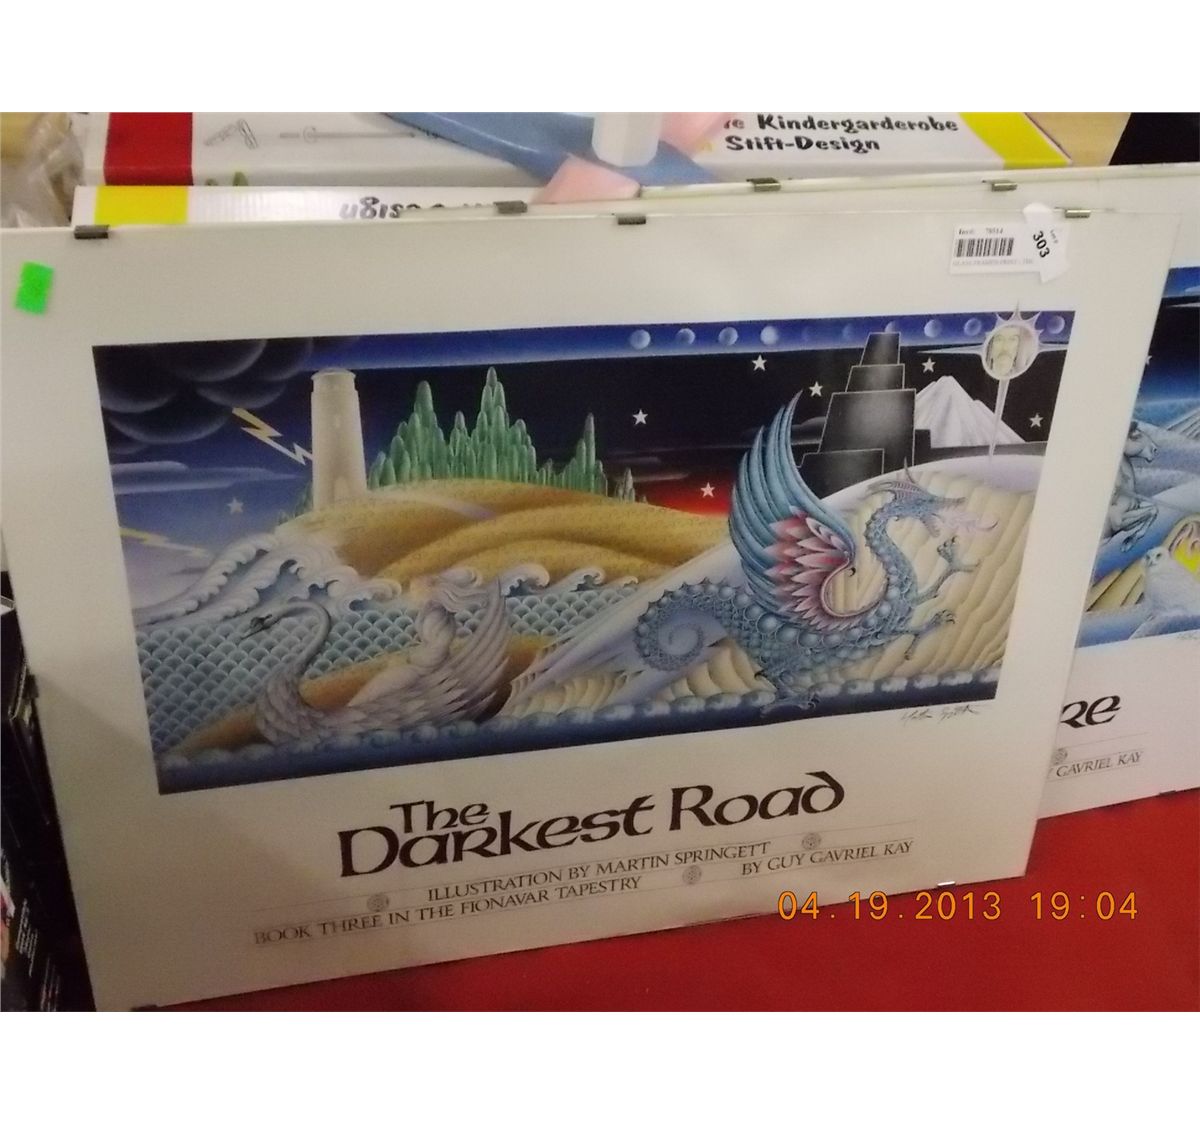 Kindergarderobe
Stift-Design
303
The
Darkest Road
ILLUSTRATION BY MARTIN SPRINGETT
BOOK THREE IN THE FIONAVAR TAPESTRY
BY GUY GAVRIEL KAY
GAVRIEL KAY
04.19.2013 19:04